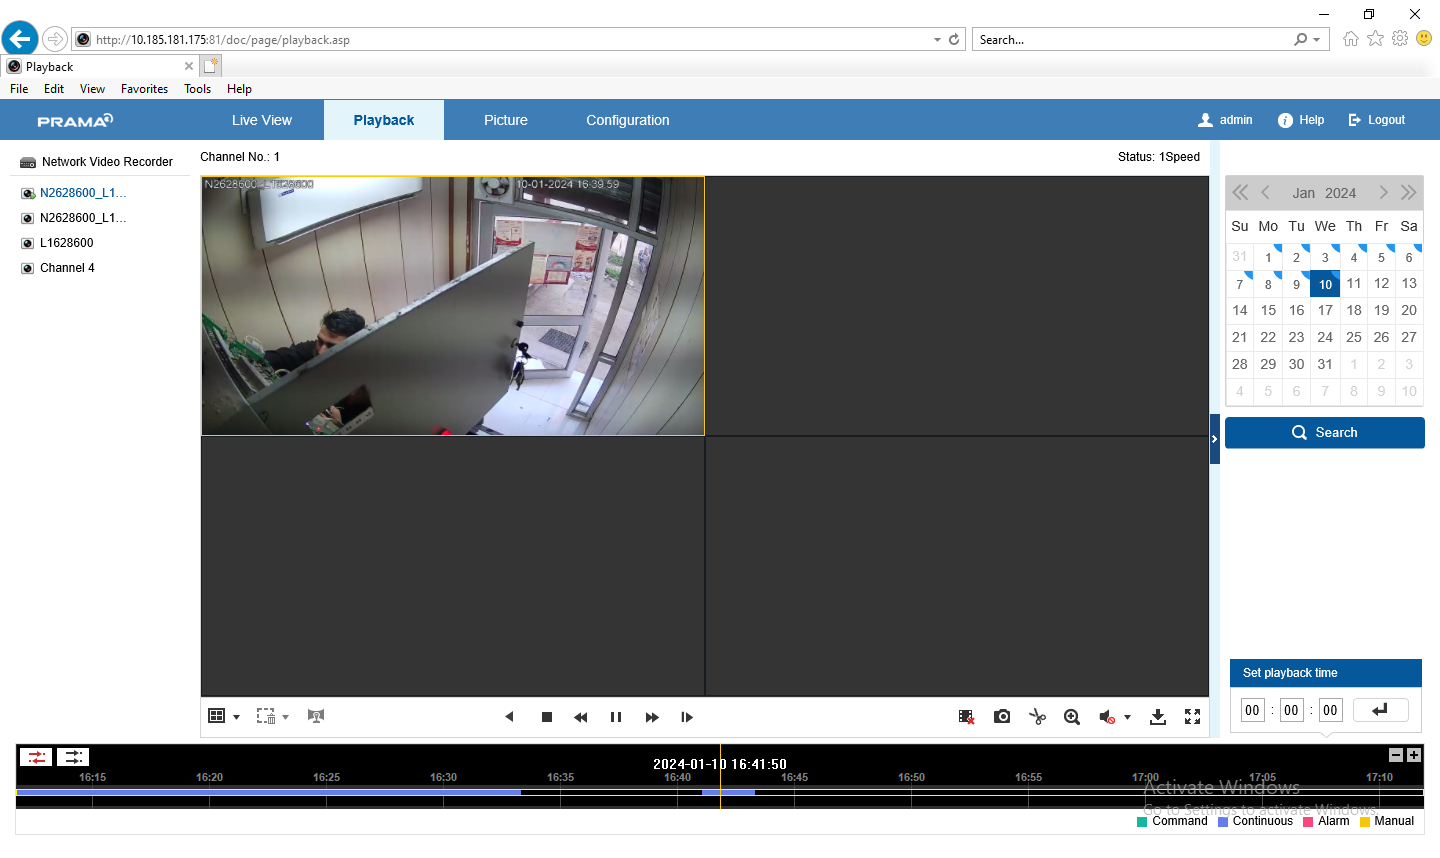 http://10.185.181.175:81/doc/page/playback.asp
Search...
Playback
File Edit View Favorites Tools Help
PRAMA
Live View Playback Picture Configuration
admin Help Logout
Network Video Recorder
N2628600_L1...
N2628600_L1...
L1628600
Channel 4
Channel No.: 1
Status: 1Speed
N2628600_L1628600
10-01-2024 16:39:59
Jan 2024
Su Mo Tu We Th Fr Sa
31 1 2 3 4 5 6
7 8 9 10 11 12 13
14 15 16 17 18 19 20
21 22 23 24 25 26 27
28 29 30 31 1 2 3
4 5 6 7 8 9 10
Search
Set playback time
00 : 00 : 00
2024-01-10 16:41:50
16:15 16:20 16:25 16:30 16:35 16:40 16:45 16:50 16:55 17:00 17:05 17:10
Activate Windows
Go to Settings to activate Windows.
Command Continuous Alarm Manual